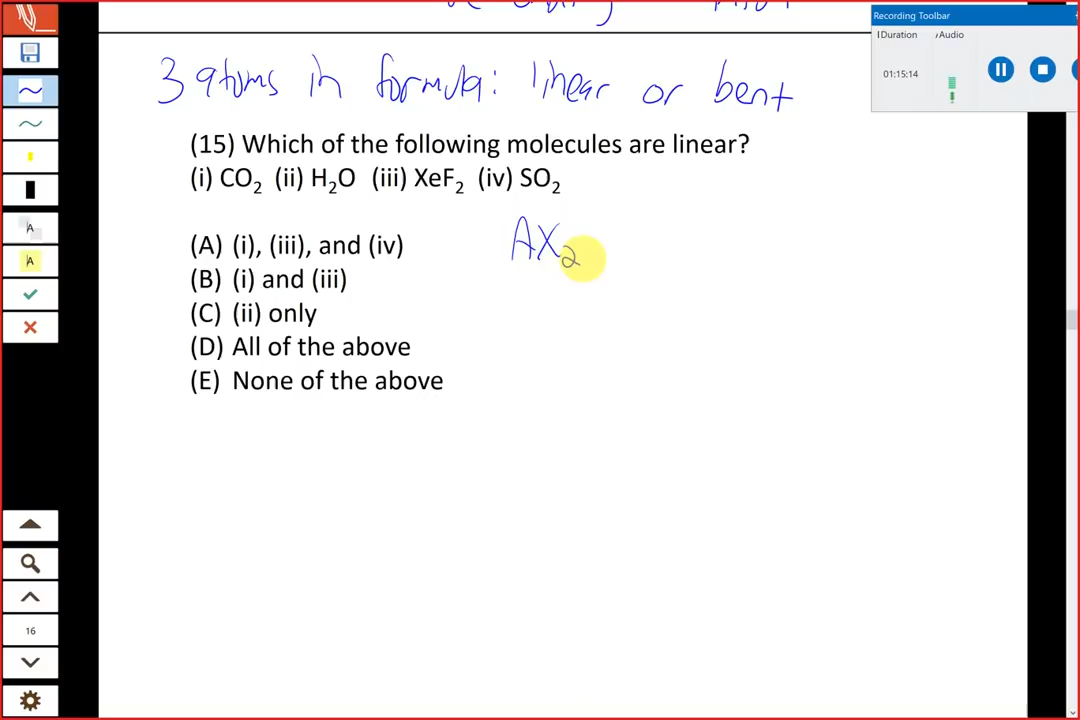 Recording Toolbar
Duration
Audio
01:15:14
3 atoms in formula: linear or bent
(15) Which of the following molecules are linear?
(i) CO2 (ii) H2O (iii) XeF2 (iv) SO2
AX2
(A) (i), (iii), and (iv)
(B) (i) and (iii)
(C) (ii) only
(D) All of the above
(E) None of the above
A
A
16